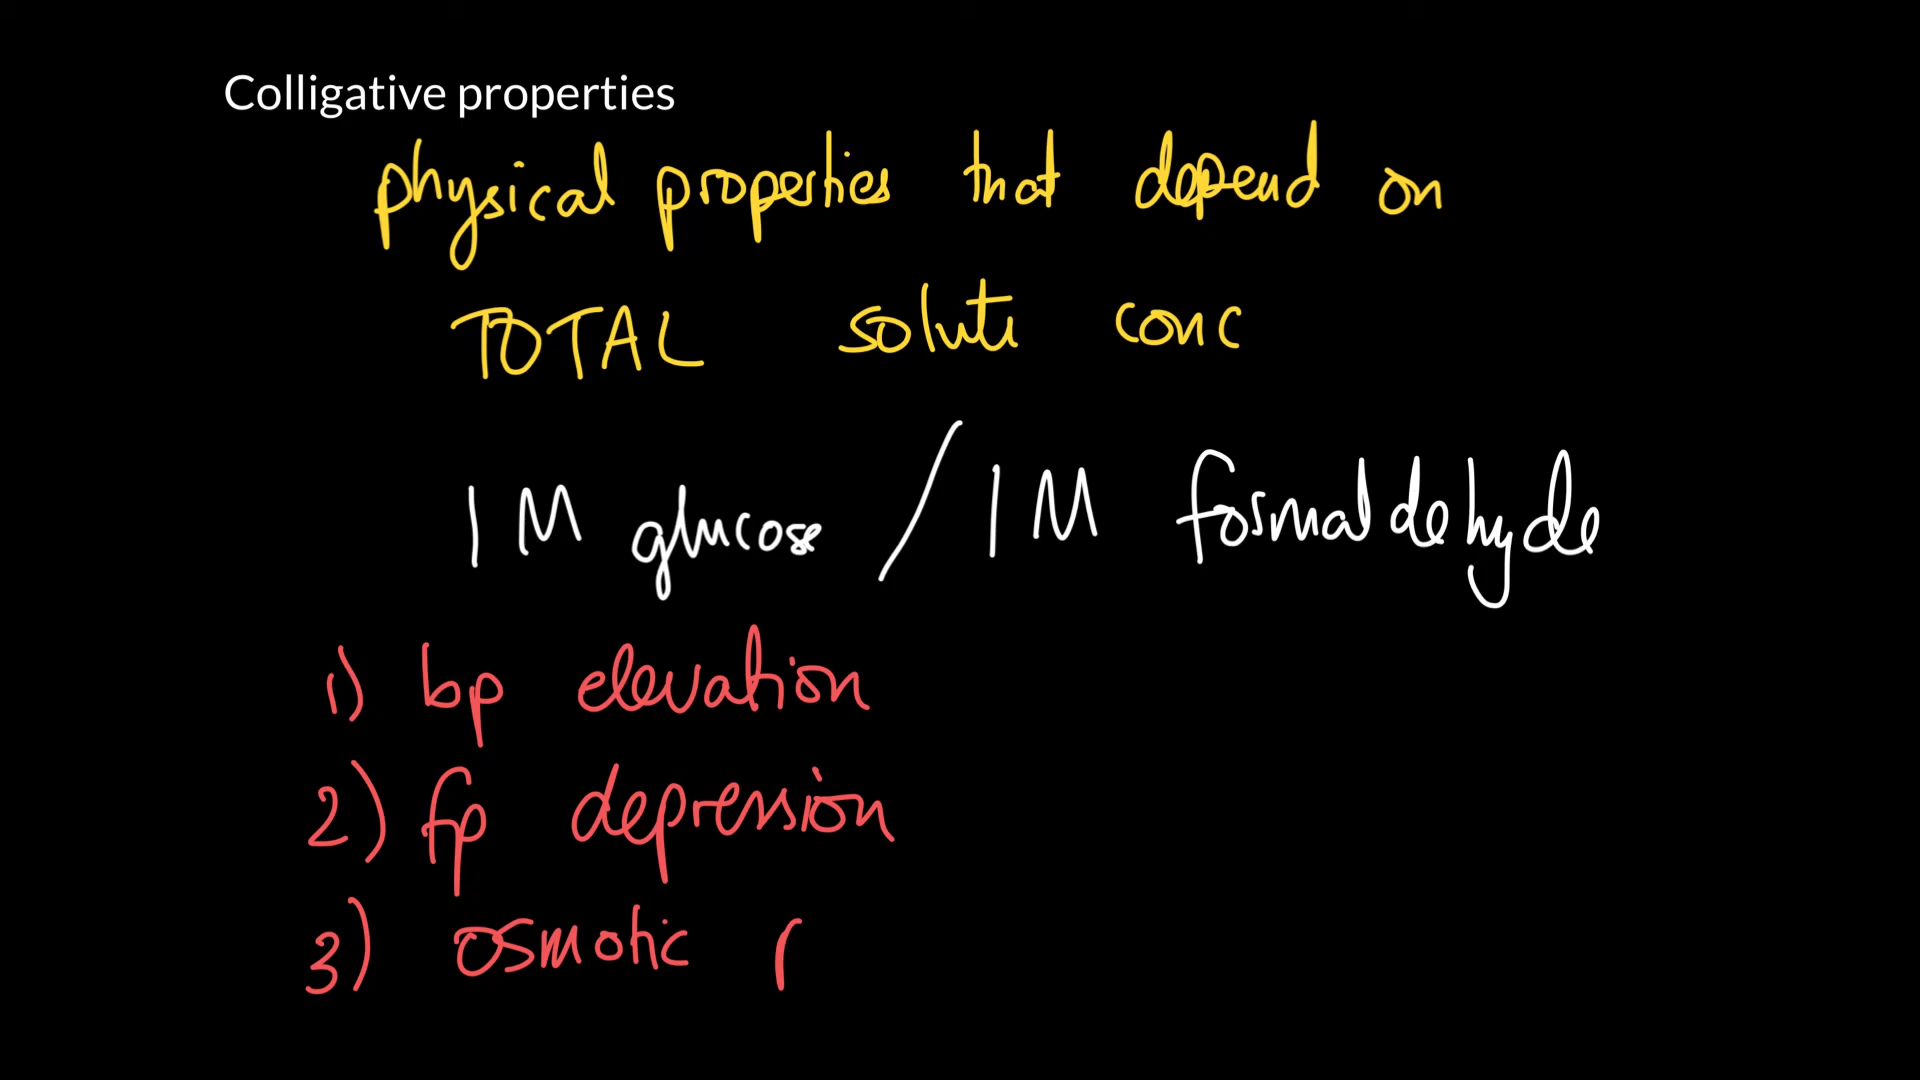 Colligative properties
physical properties that depend on
TOTAL solute conc
1 M glucose / 1 M formaldehyde
1) bp elevation
2) fp depression
3) osmotic